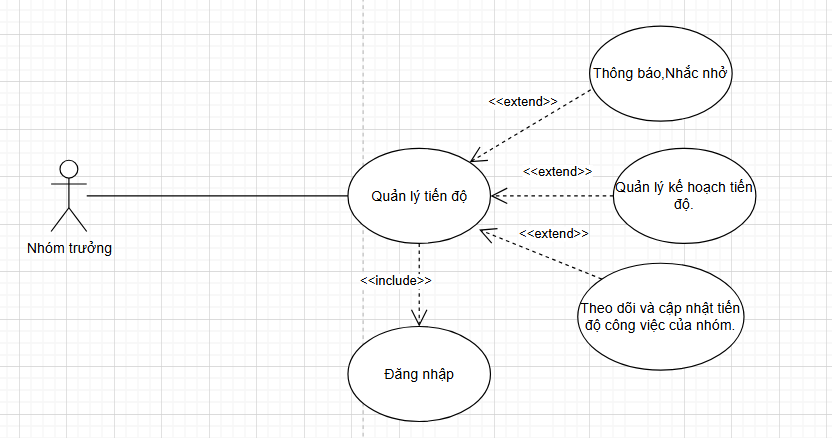 Thông báo,Nhắc nhở
<<extend>>
<<extend>>
Quản lý kế hoạch tiến
độ.
Quản lý tiến độ
<<extend>>
Nhóm trưởng
<<include>>
Theo dõi và cập nhật tiến
độ công việc của nhóm.
Đăng nhập